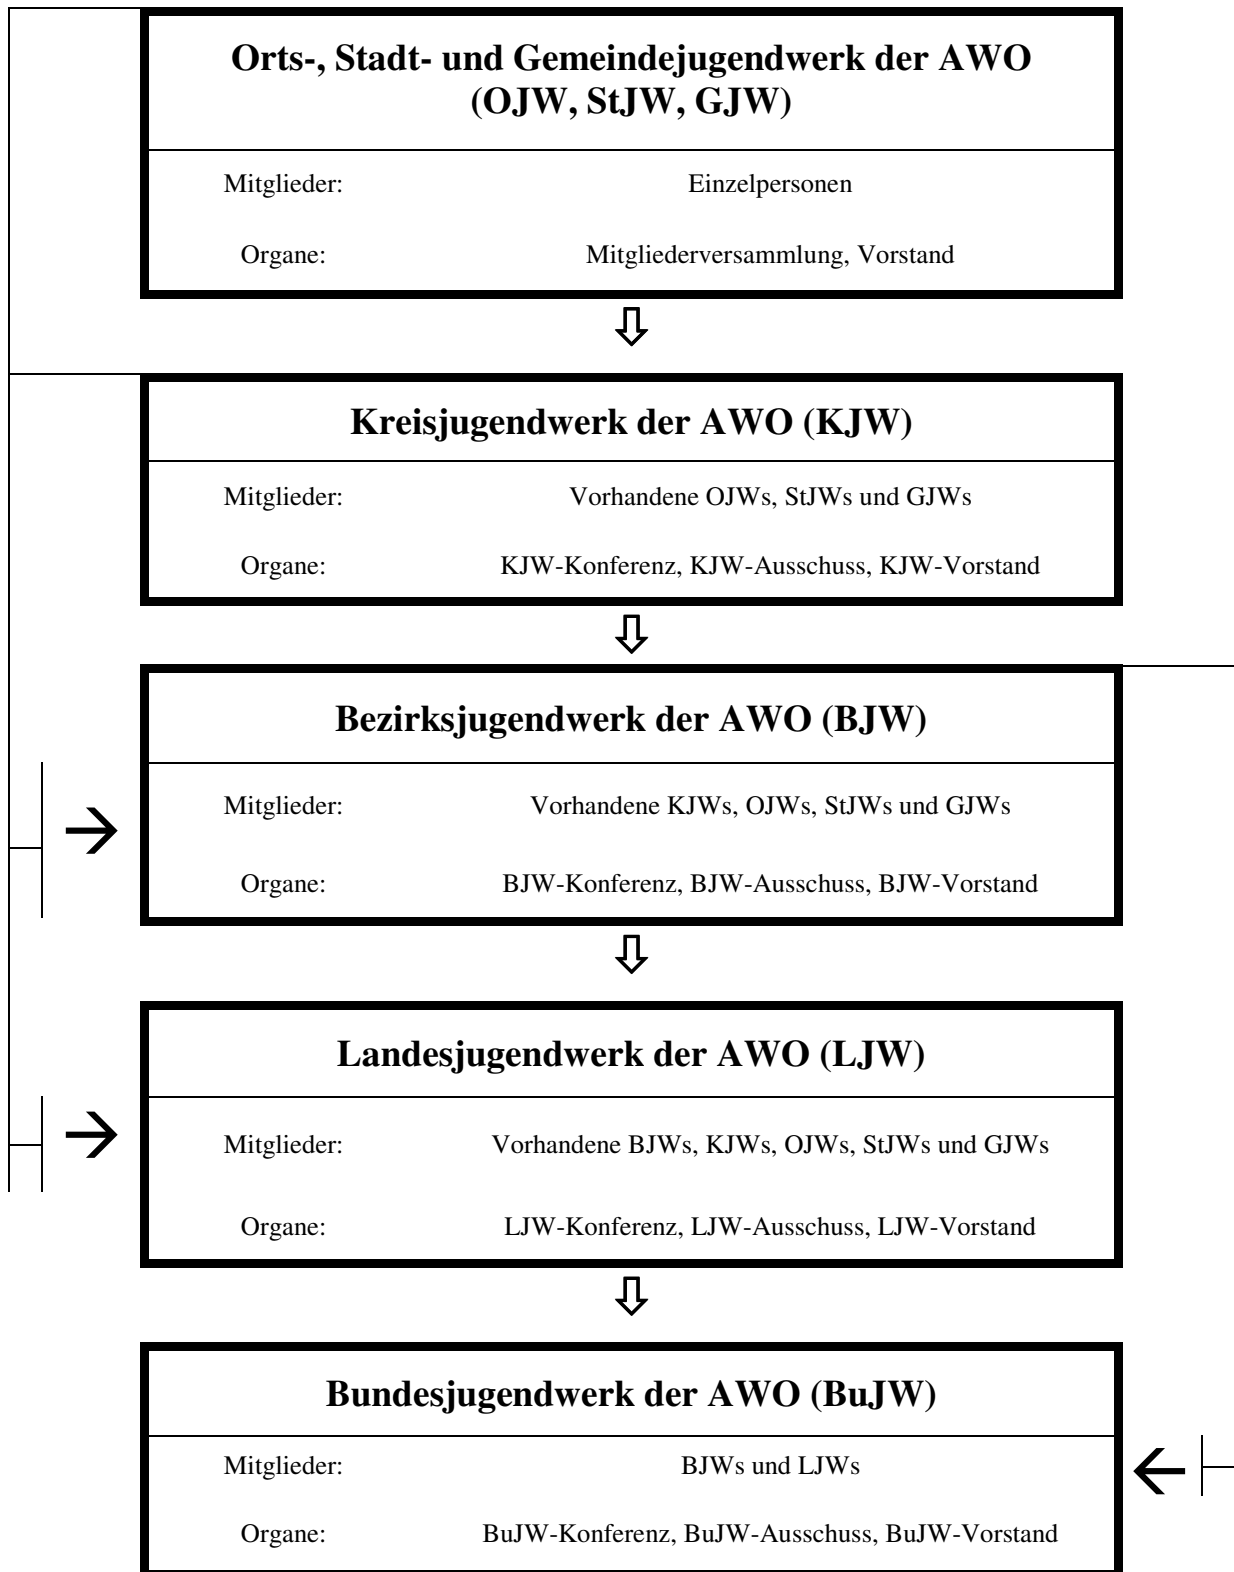 Orts-, Stadt- und Gemeindejugendwerk der AWO
(OJW, StJW, GJW)
Mitglieder: Einzelpersonen
Organe: Mitgliederversammlung, Vorstand
Kreisjugendwerk der AWO (KJW)
Mitglieder: Vorhandene OJWs, StJWs und GJWs
Organe: KJW-Konferenz, KJW-Ausschuss, KJW-Vorstand
Bezirksjugendwerk der AWO (BJW)
Mitglieder: Vorhandene KJWs, OJWs, StJWs und GJWs
Organe: BJW-Konferenz, BJW-Ausschuss, BJW-Vorstand
Landesjugendwerk der AWO (LJW)
Mitglieder: Vorhandene BJWs, KJWs, OJWs, StJWs und GJWs
Organe: LJW-Konferenz, LJW-Ausschuss, LJW-Vorstand
Bundesjugendwerk der AWO (BuJW)
Mitglieder: BJWs und LJWs
Organe: BuJW-Konferenz, BuJW-Ausschuss, BuJW-Vorstand